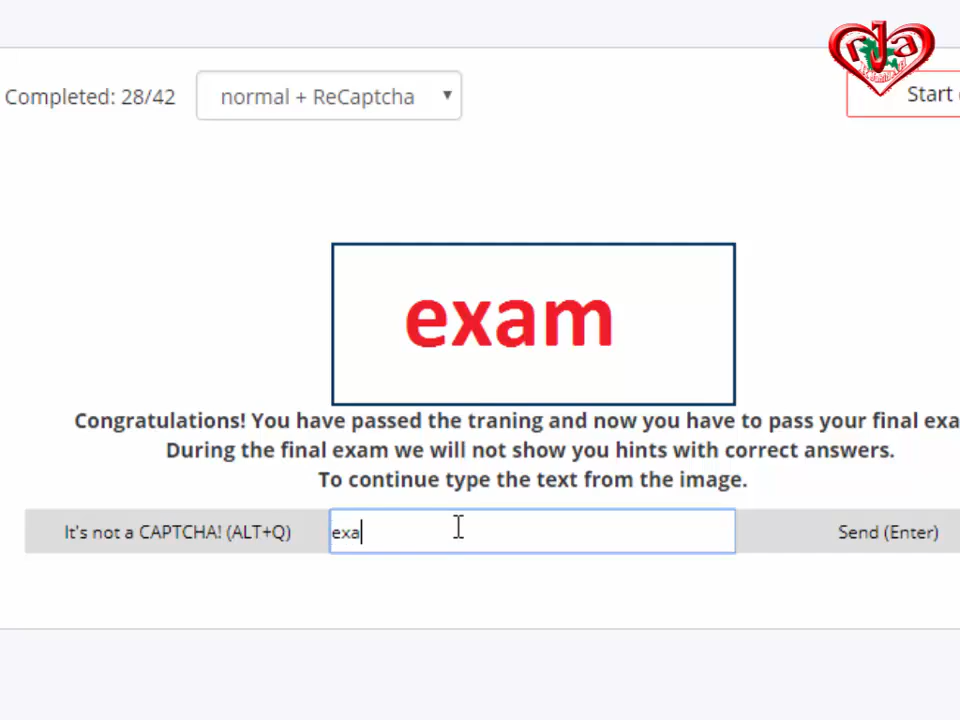 Completed: 28/42
normal + ReCaptcha
rJa
Start
exam
Congratulations! You have passed the traning and now you have to pass your final exa
During the final exam we will not show you hints with correct answers.
To continue type the text from the image.
It's not a CAPTCHA! (ALT+Q)
exa
Send (Enter)